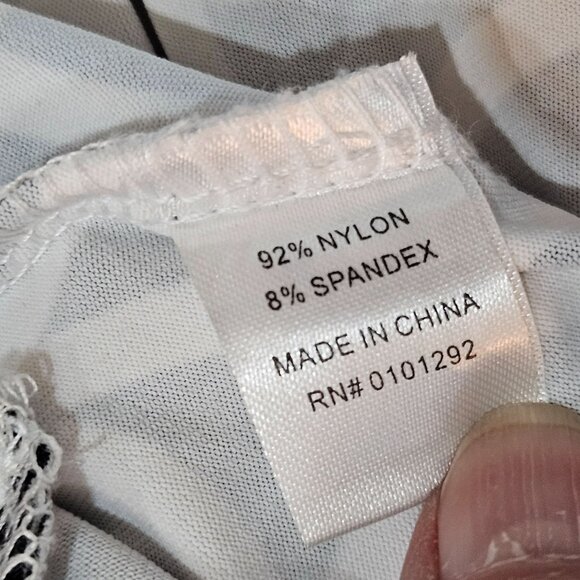 92% NYLON
8% SPANDEX
MADE IN CHINA
RN# 0101292